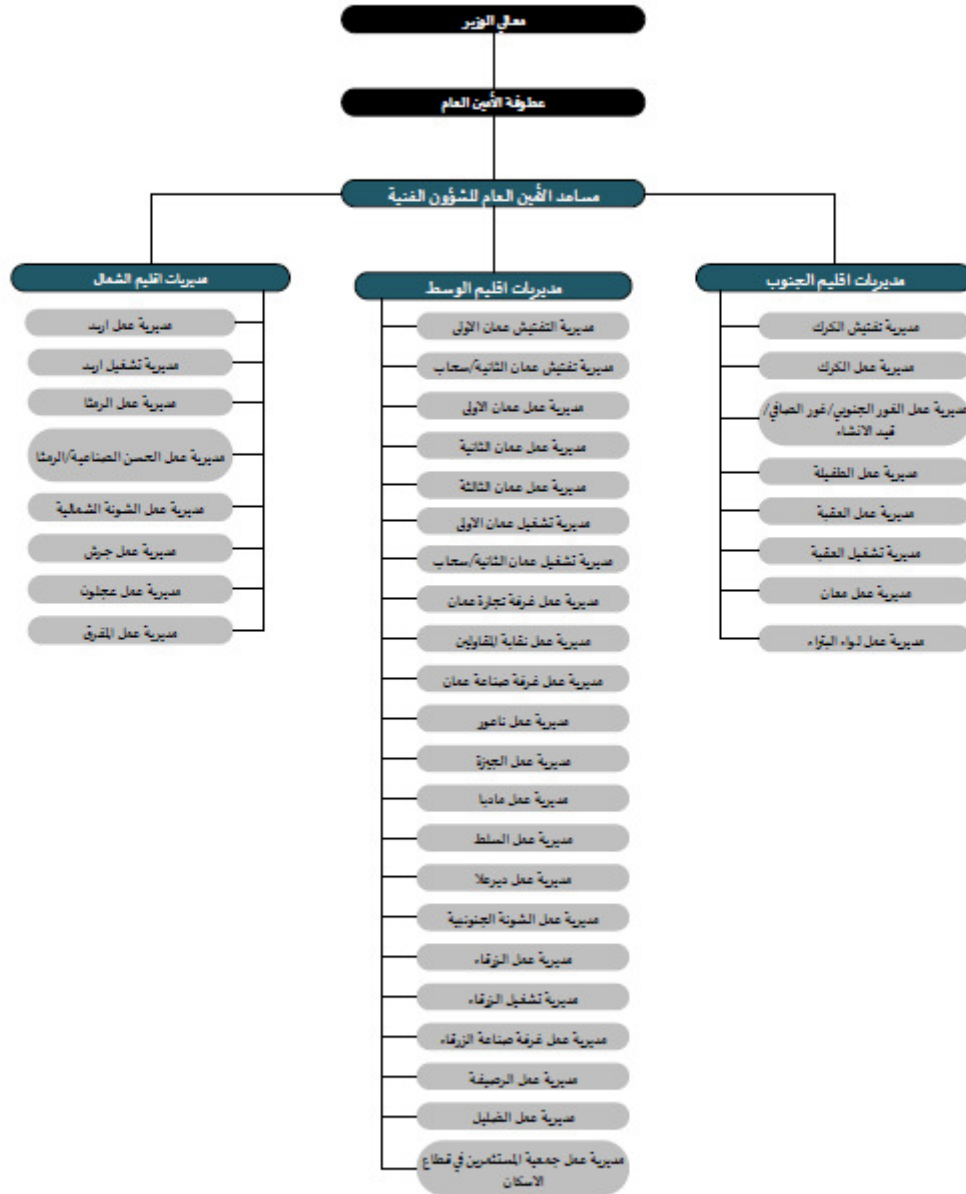 معالي الوزير
عطوفة الأمين العام
مساعد الأمين العام للشؤون الفنية
مديريات اقليم الجنوب
مديرية تفتيش الكرك
مديرية عمل الكرك
مديرية عمل الغور الجنوبي/غور الصافي/
قيد الانشاء
مديرية عمل الطفيلة
مديرية عمل العقبة
مديرية تشغيل العقبة
مديرية عمل معان
مديرية عمل لواء البتراء
مديريات اقليم الوسط
مديرية التفتيش عمان الاولى
مديرية تفتيش عمان الثانية/سحاب
مديرية عمل عمان الاولى
مديرية عمل عمان الثانية
مديرية عمل عمان الثالثة
مديرية تشغيل عمان الاولى
مديرية تشغيل عمان الثانية/سحاب
مديرية عمل غرفة تجارة عمان
مديرية عمل نقابة المقاولين
مديرية عمل غرفة صناعة عمان
مديرية عمل ناعور
مديرية عمل الجيزة
مديرية عمل مادبا
مديرية عمل السلط
مديرية عمل ديرعلا
مديرية عمل الشونة الجنونبية
مديرية عمل الزرقاء
مديرية تشغيل الزرقاء
مديرية عمل غرفة صناعة الزرقاء
مديرية عمل الرصيفة
مديرية عمل الضليل
مديرية عمل جمعية المستثمرين في قطاع
الاسكان
مديريات اقليم الشمال
مديرية عمل اربد
مديرية تشغيل اربد
مديرية عمل الرمثا
مديرية عمل الحسن الصناعية/الرمثا
مديرية عمل الشونة الشمالية
مديرية عمل جرش
مديرية عمل عجلون
مديرية عمل المفرق